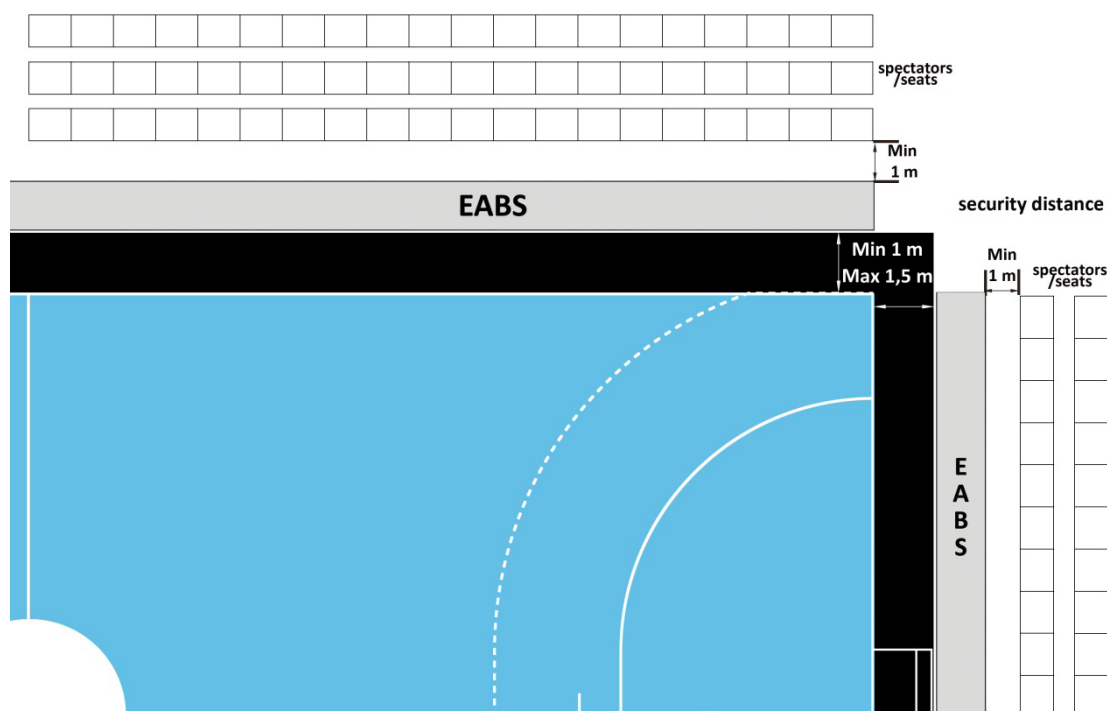 spectators
/seats
Min
1 m
EABS
security distance
Min 1 m
Max 1,5 m
Min
1 m
spectators
/seats
E
A
B
S